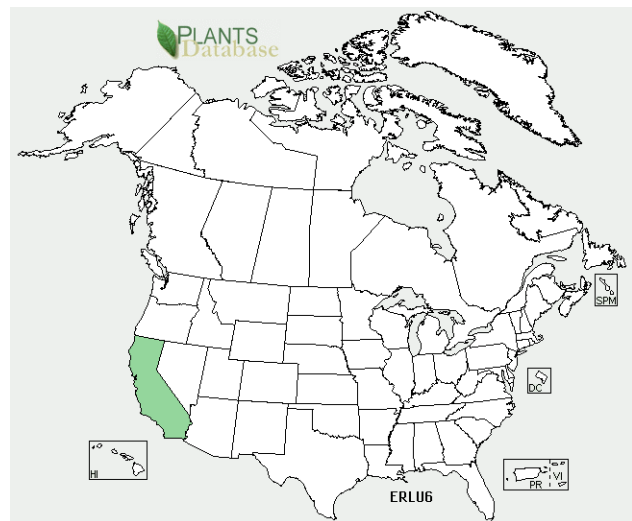 PLANTS
Database
SPM
DC
HI
PR
VI
ERLU6